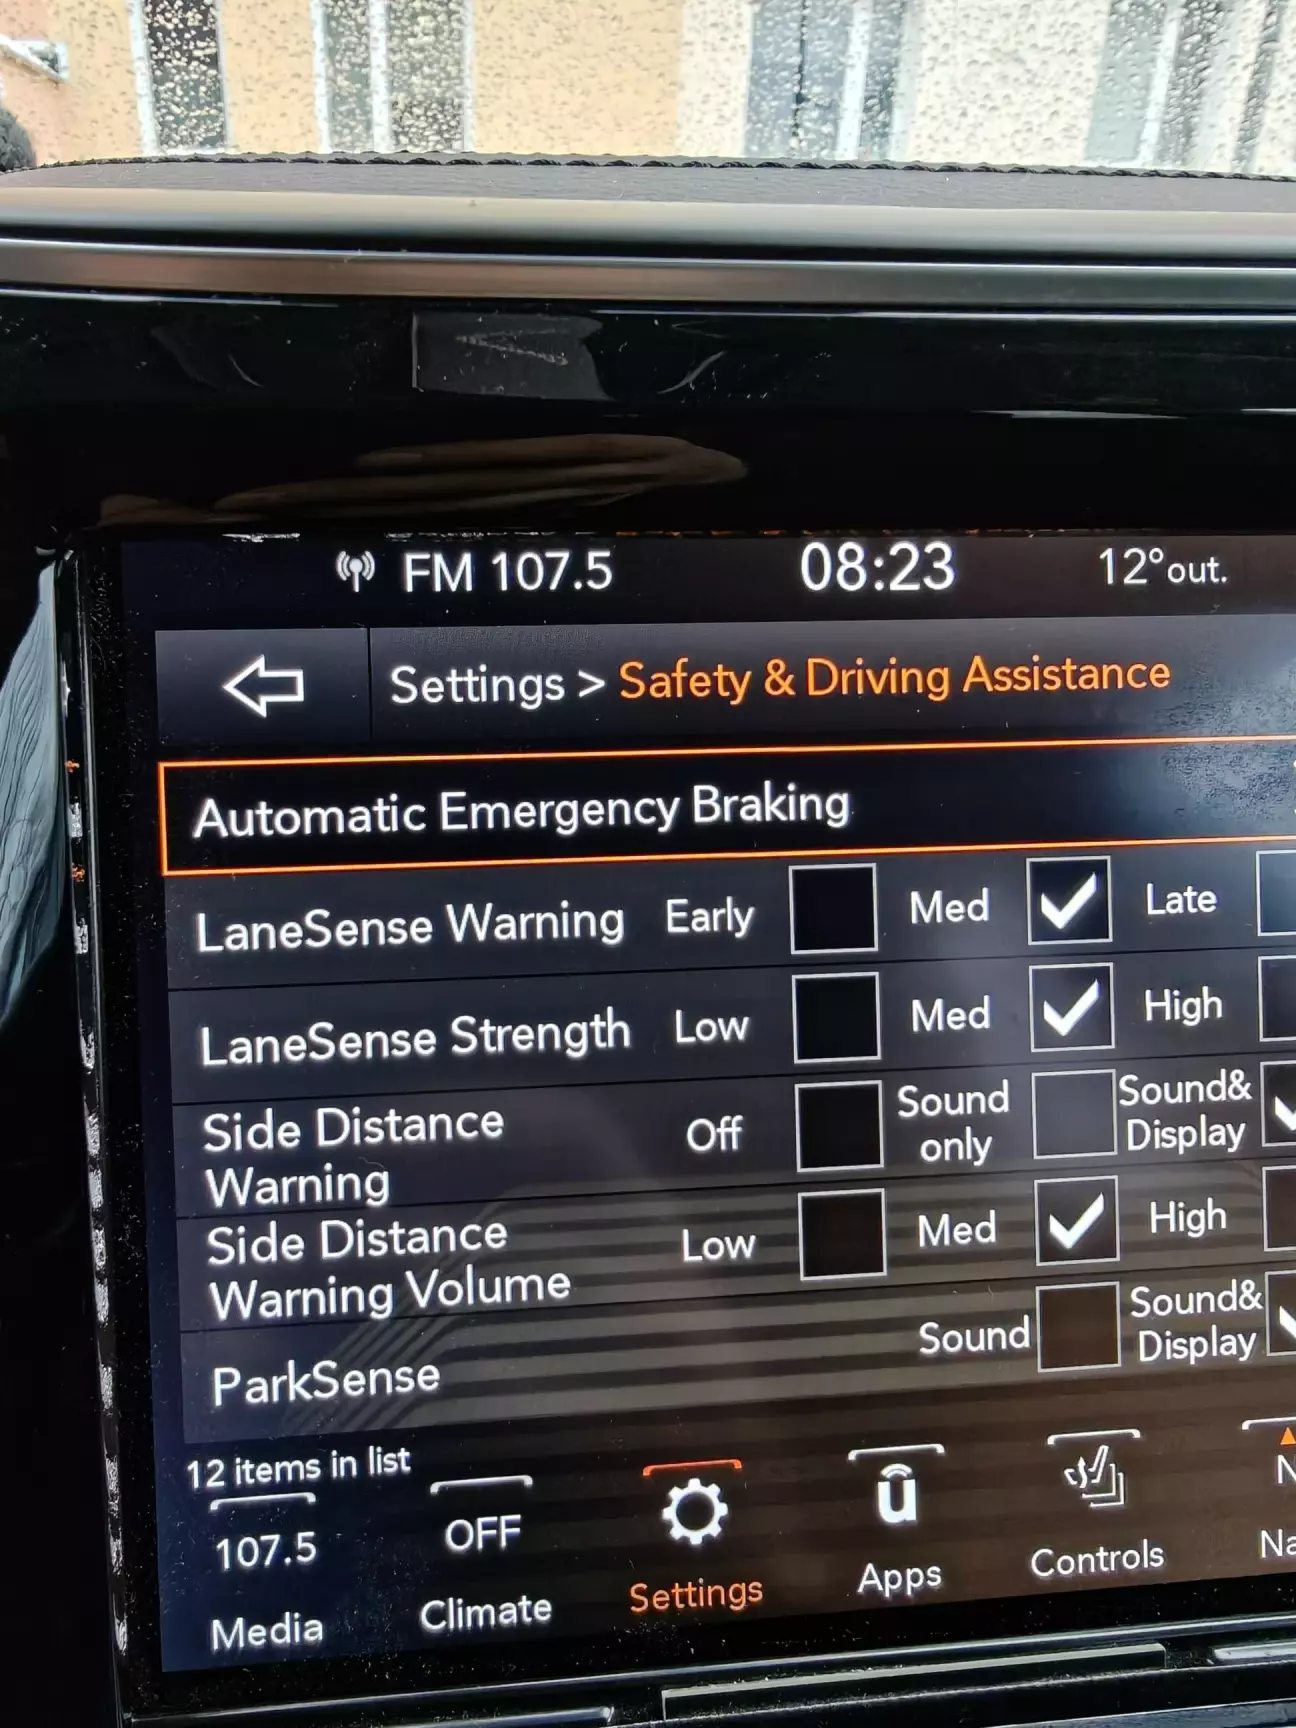 FM 107.5 08:23 12°out.
Settings > Safety & Driving Assistance
Automatic Emergency Braking
LaneSense Warning Early Med Late
LaneSense Strength Low Med High
Side Distance Warning Off Sound only Sound& Display
Side Distance Warning Volume Low Med High
ParkSense Sound Sound& Display
12 items in list
107.5 OFF
Media Climate Settings Apps Controls